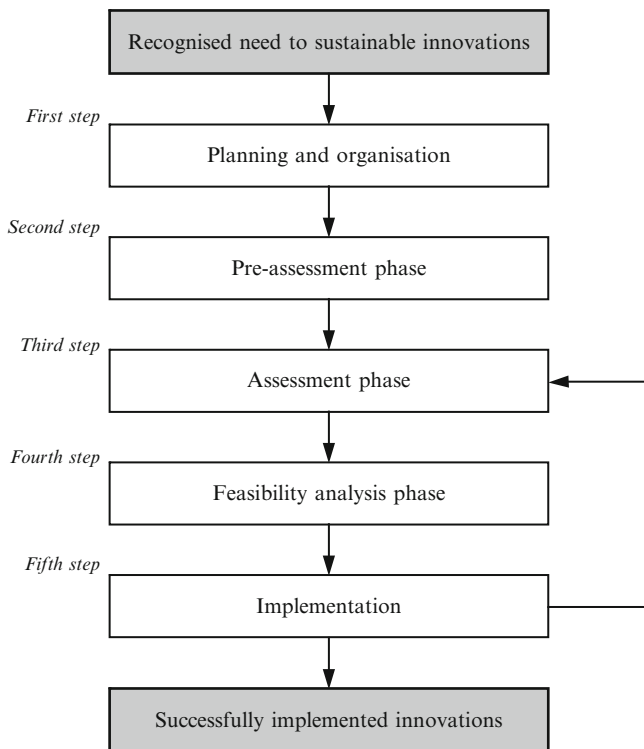 Recognised need to sustainable innovations
First step
Planning and organisation
Second step
Pre-assessment phase
Third step
Assessment phase
Fourth step
Feasibility analysis phase
Fifth step
Implementation
Successfully implemented innovations